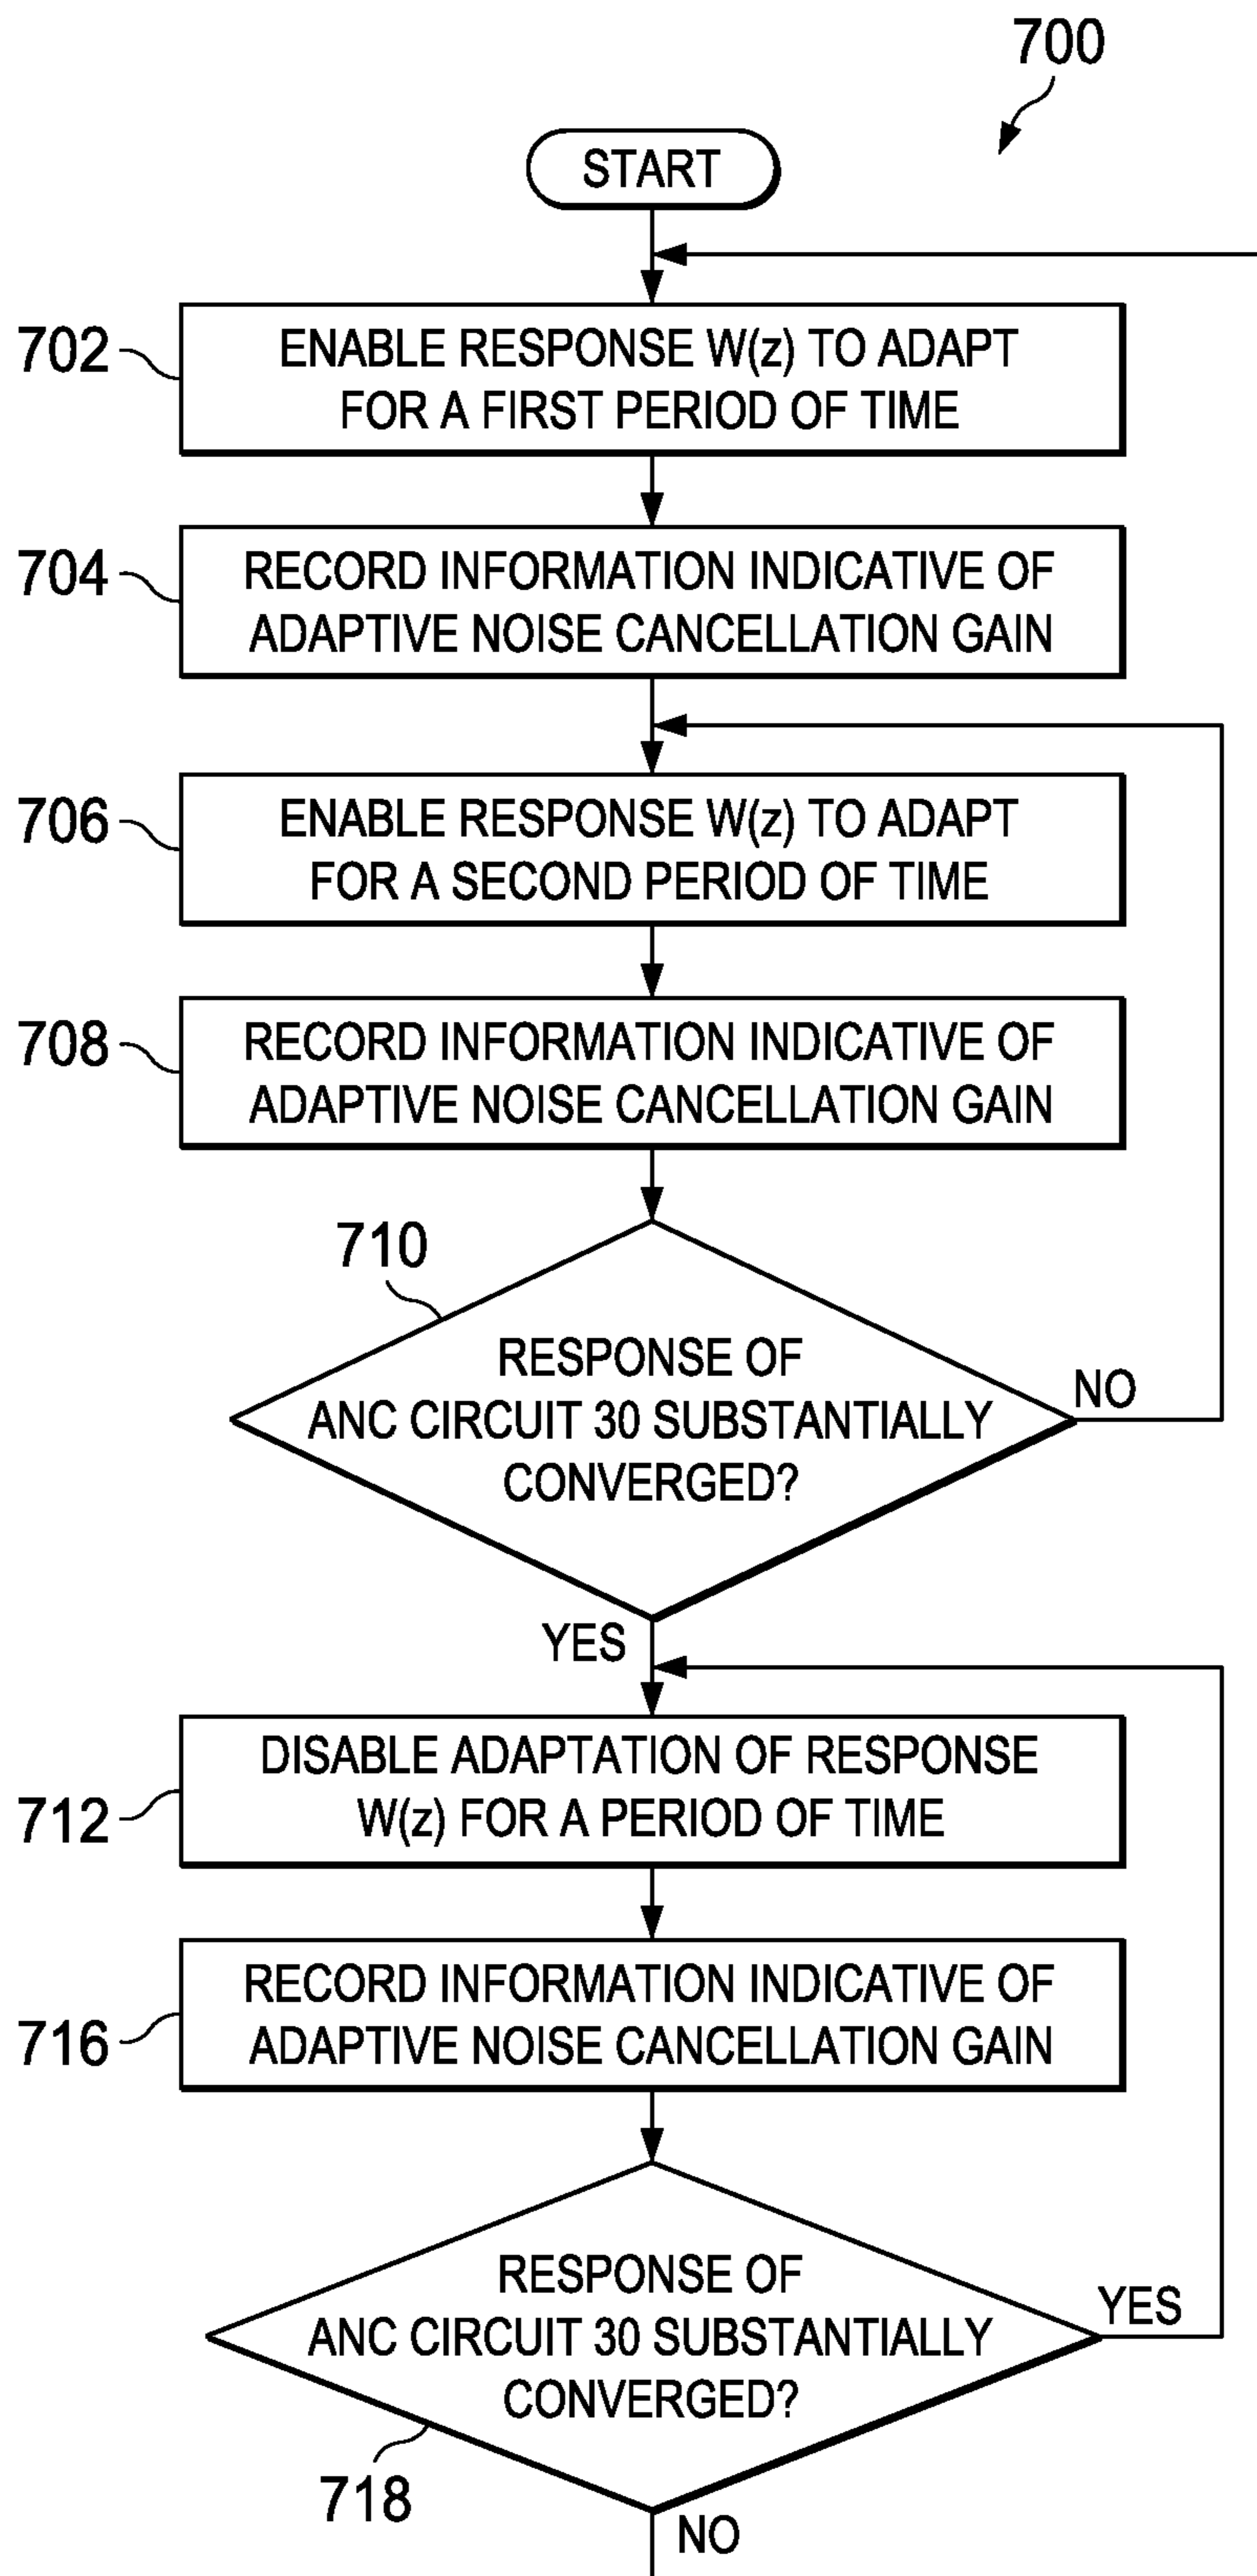 700
START
702
ENABLE RESPONSE W(z) TO ADAPT
FOR A FIRST PERIOD OF TIME
704
RECORD INFORMATION INDICATIVE OF
ADAPTIVE NOISE CANCELLATION GAIN
706
ENABLE RESPONSE W(z) TO ADAPT
FOR A SECOND PERIOD OF TIME
708
RECORD INFORMATION INDICATIVE OF
ADAPTIVE NOISE CANCELLATION GAIN
710
RESPONSE OF
ANC CIRCUIT 30 SUBSTANTIALLY
CONVERGED?
NO
YES
712
DISABLE ADAPTATION OF RESPONSE
W(z) FOR A PERIOD OF TIME
716
RECORD INFORMATION INDICATIVE OF
ADAPTIVE NOISE CANCELLATION GAIN
RESPONSE OF
ANC CIRCUIT 30 SUBSTANTIALLY
CONVERGED?
YES
718
NO